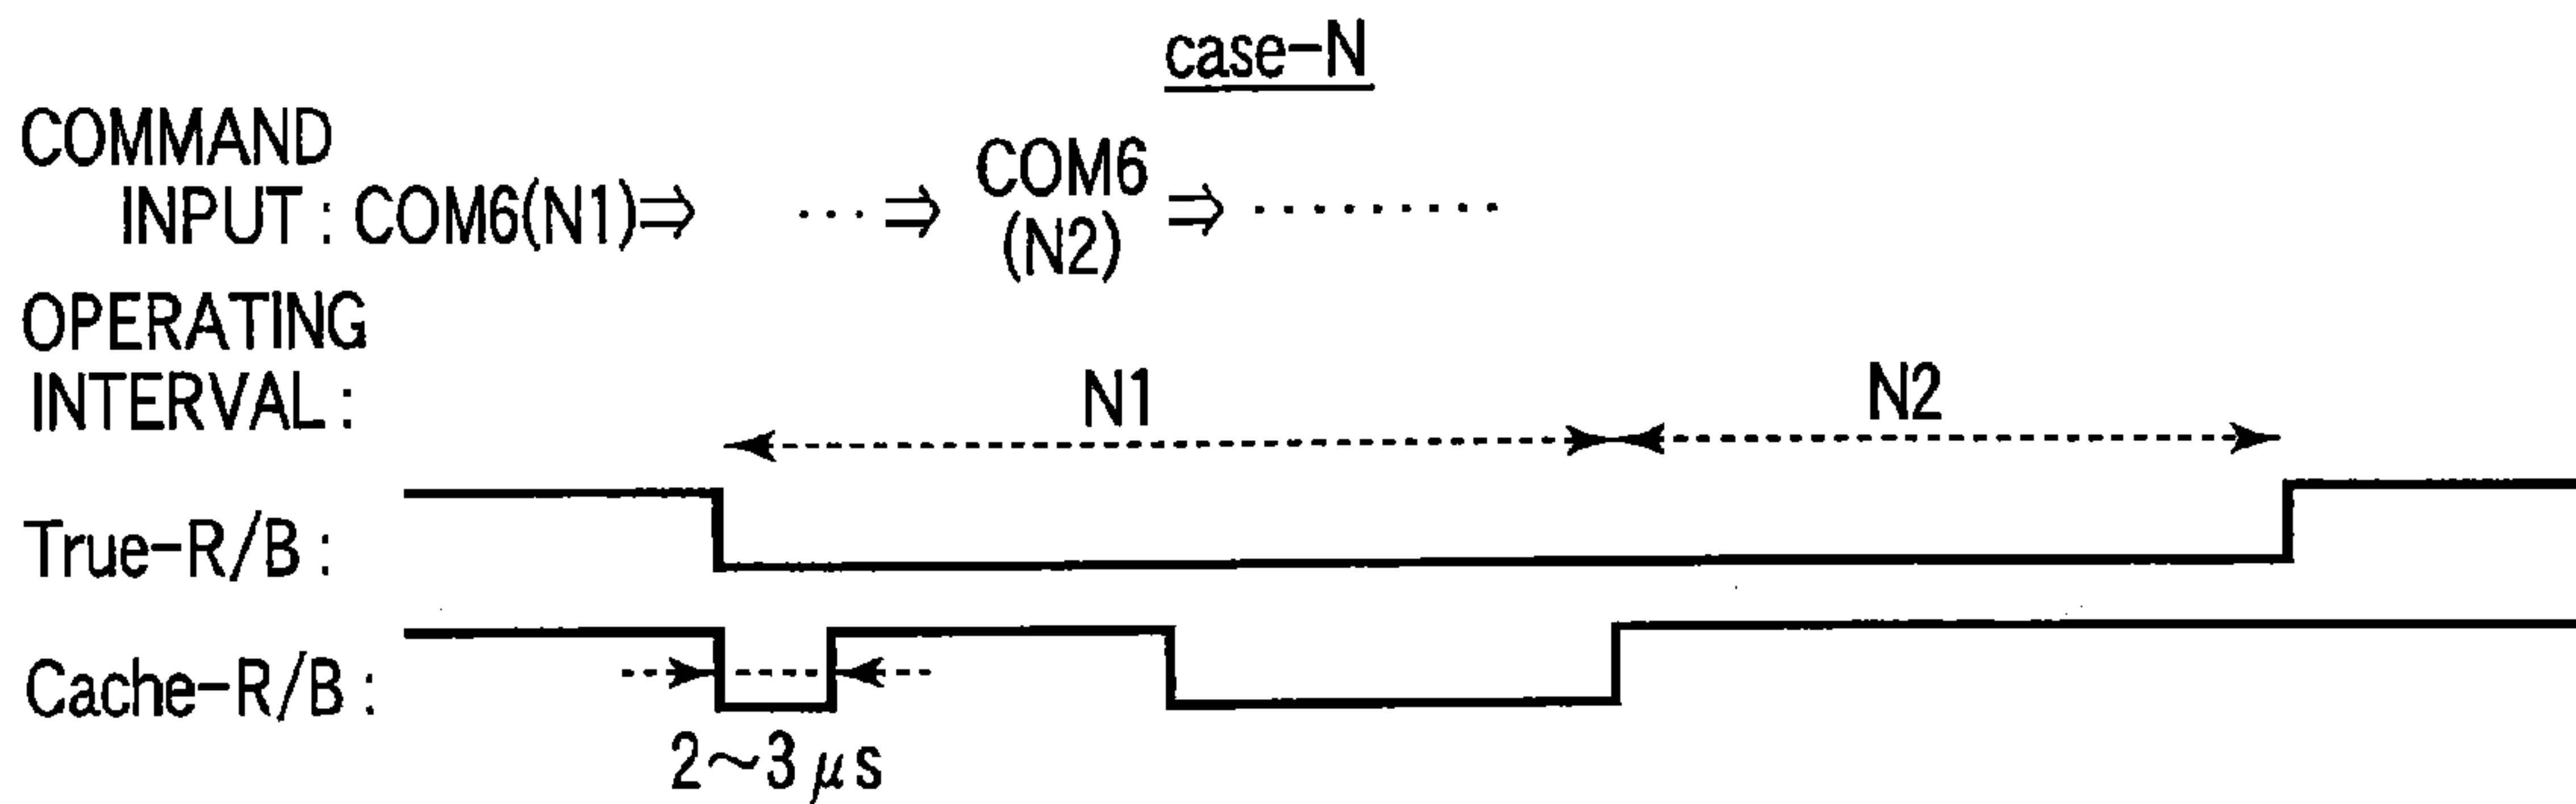 case-N
COMMAND
INPUT : COM6(N1)⇒ ··· ⇒ COM6 (N2) ⇒ ·········
OPERATING
INTERVAL :
N1 N2
True-R/B :
Cache-R/B :
2~3 μs